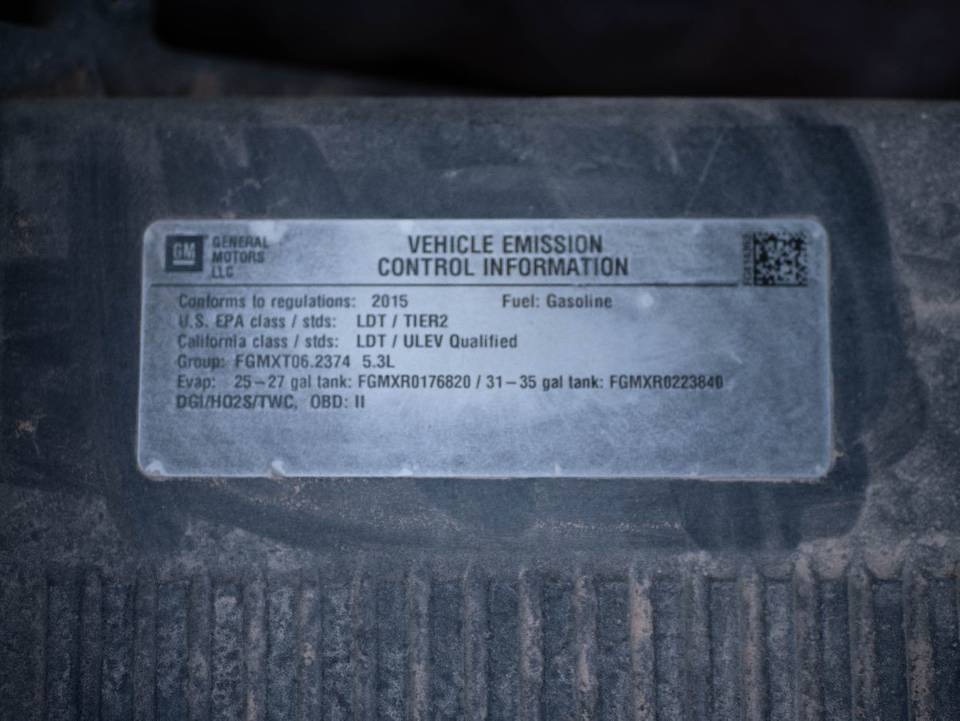 GM GENERAL MOTORS LLC
VEHICLE EMISSION
CONTROL INFORMATION
Conforms to regulations: 2015 Fuel: Gasoline
U.S. EPA class / stds: LDT / TIER2
California class / stds: LDT / ULEV Qualified
Group: FGMXT06.2374 5.3L
Evap: 25–27 gal tank: FGMXR0176820 / 31–35 gal tank: FGMXR0223840
DGI/HO2S/TWC, OBD: II